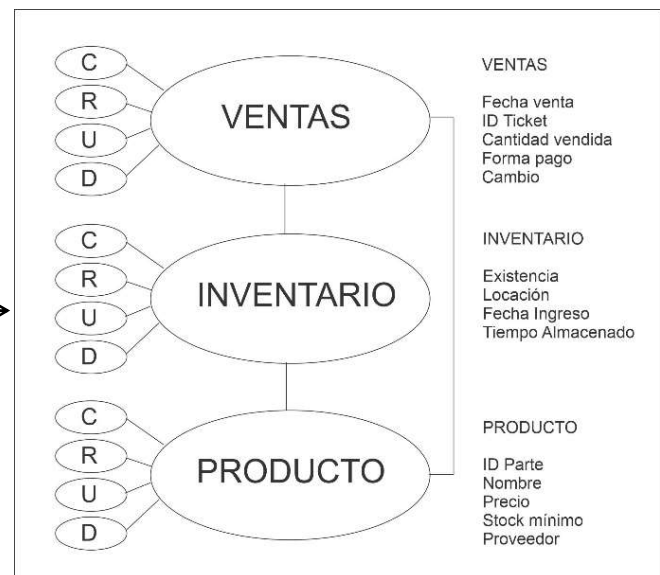 C
R
U
D
VENTAS
C
R
U
D
INVENTARIO
C
R
U
D
PRODUCTO
VENTAS
Fecha venta
ID Ticket
Cantidad vendida
Forma pago
Cambio
INVENTARIO
Existencia
Locación
Fecha Ingreso
Tiempo Almacenado
PRODUCTO
ID Parte
Nombre
Precio
Stock mínimo
Proveedor